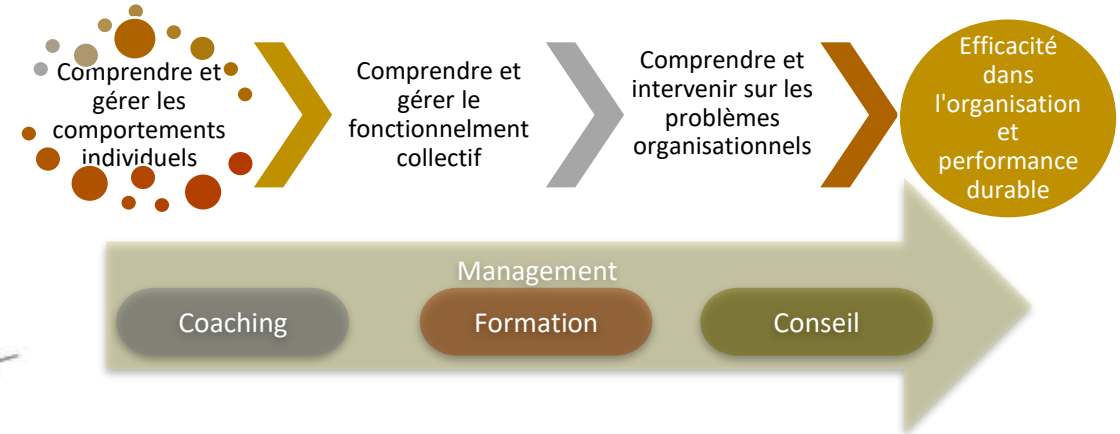 Comprendre et
gérer les
comportements
individuels
Comprendre et
gérer le
fonctionnelment
collectif
Comprendre et
intervenir sur les
problèmes
organisationnels
Efficacité
dans
l'organisation
et
performance
durable
Management
Coaching
Formation
Conseil